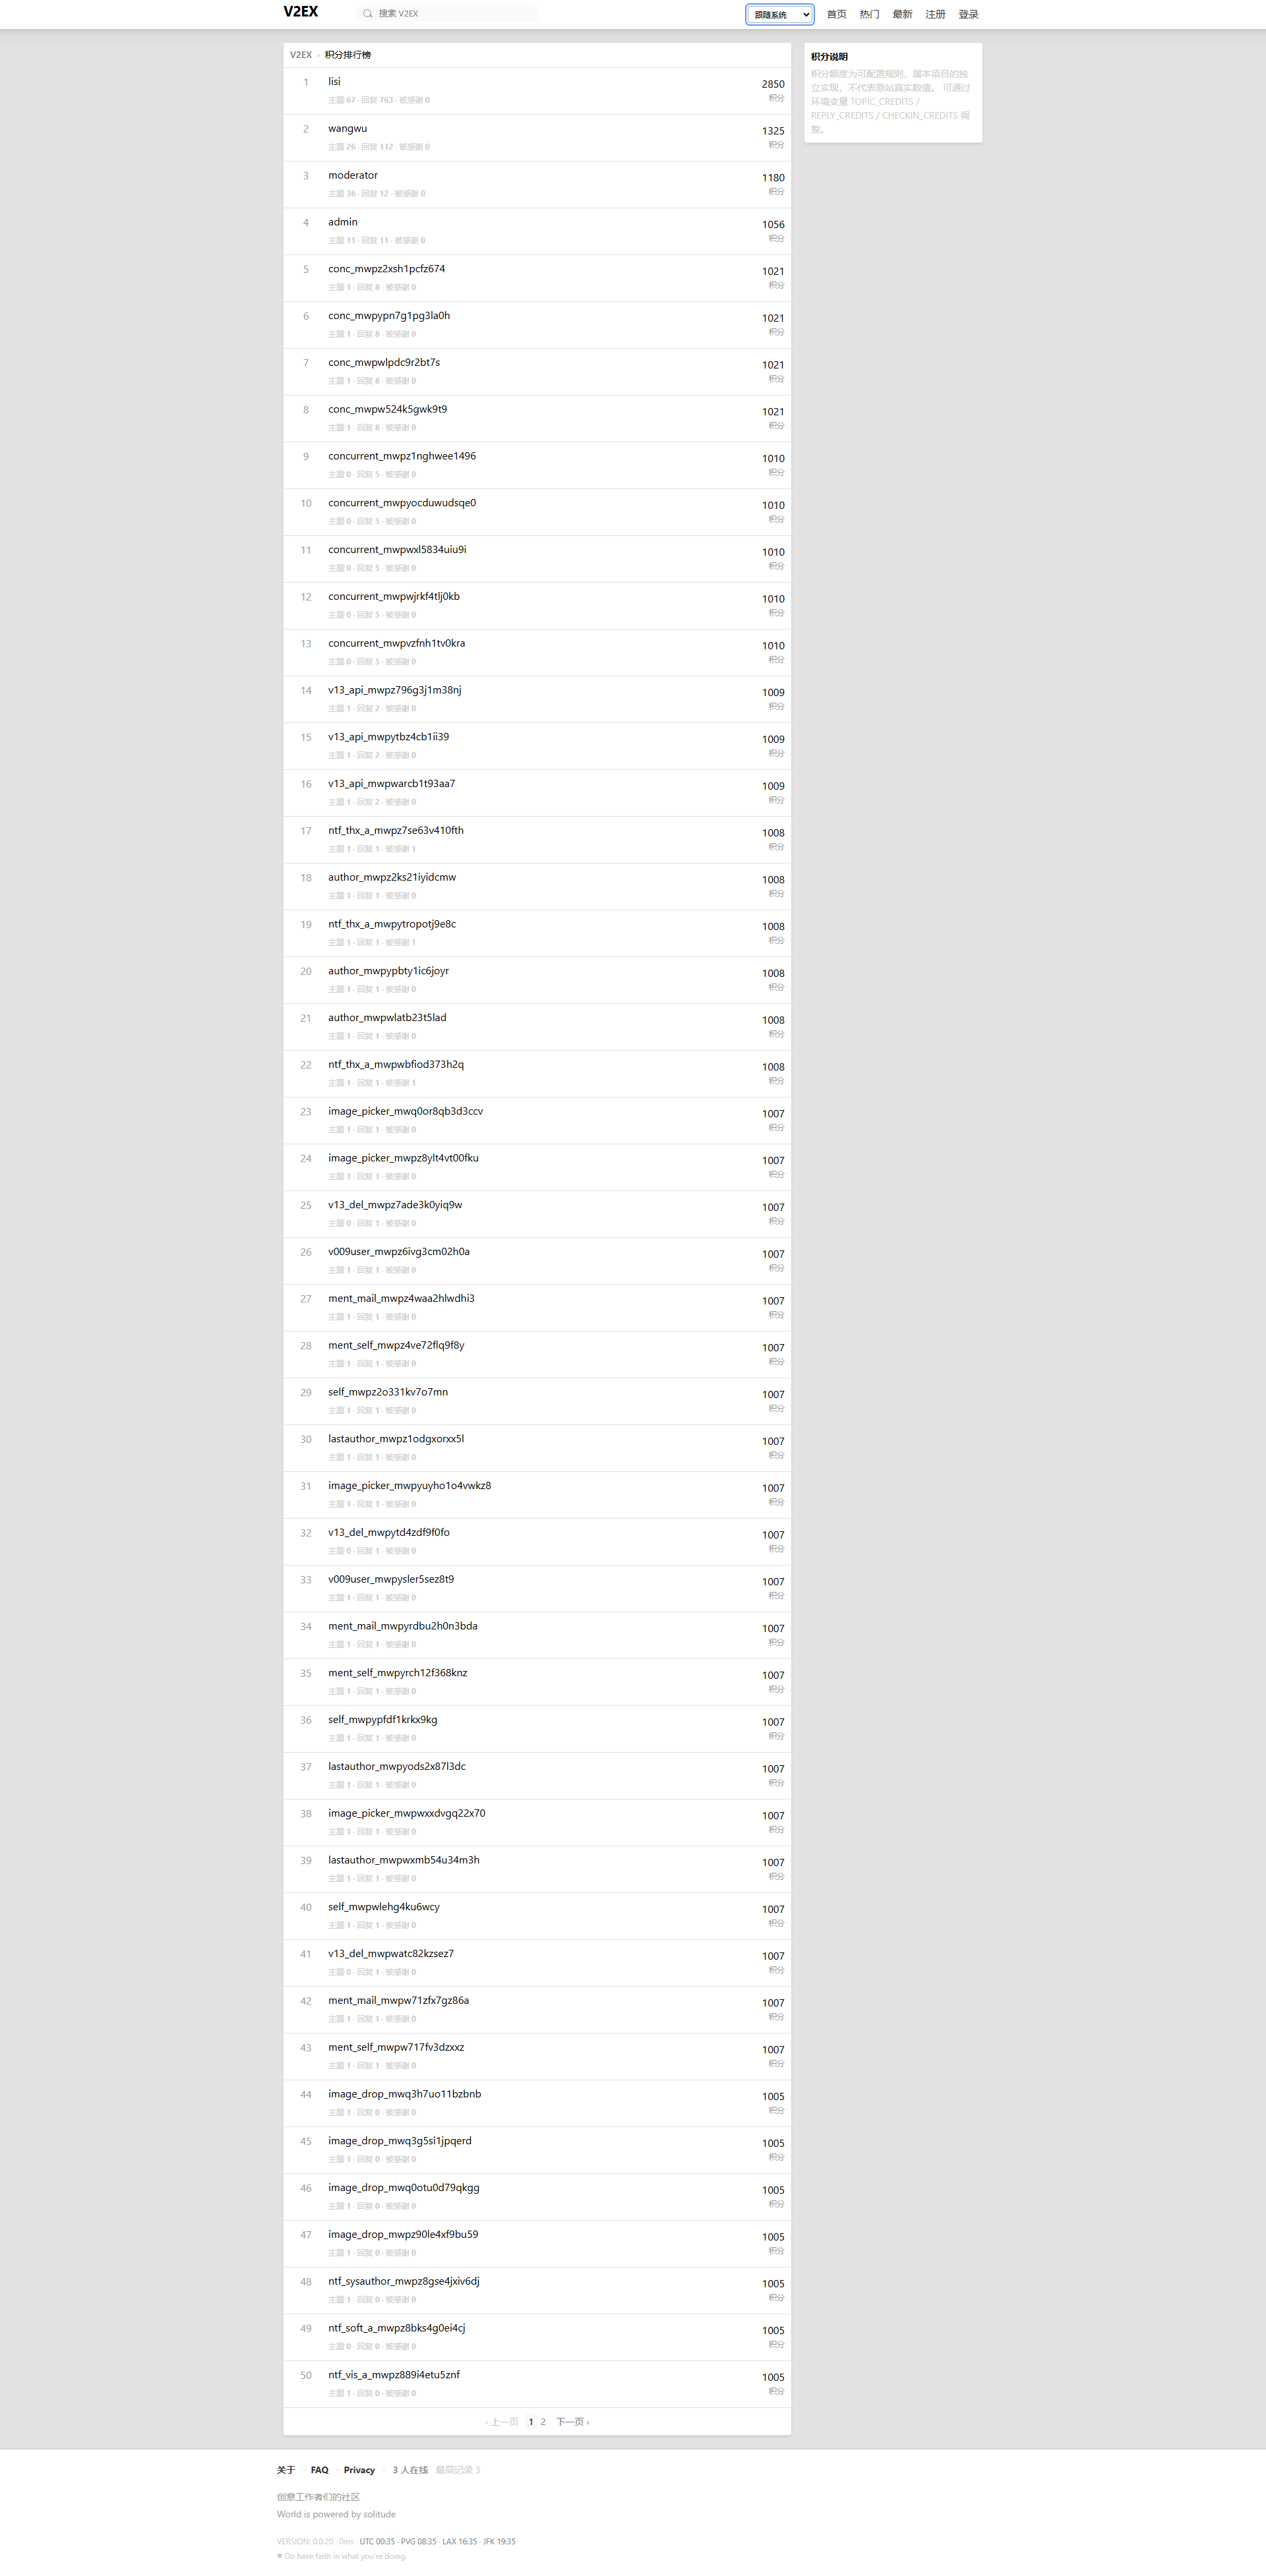 V2EX
搜索 V2EX
跟随系统
首页 热门 最新 注册 登录
V2EX › 积分排行榜
1 lisi 2850
主题 67 · 回复 763 · 被感谢 0 积分
2 wangwu 1325
主题 26 · 回复 112 · 被感谢 0 积分
3 moderator 1180
主题 36 · 回复 12 · 被感谢 0 积分
4 admin 1056
主题 11 · 回复 11 · 被感谢 0 积分
5 conc_mwpz2xsh1pcfz674 1021
主题 1 · 回复 8 · 被感谢 0 积分
6 conc_mwpypn7g1pg3la0h 1021
主题 1 · 回复 8 · 被感谢 0 积分
7 conc_mwpwlpdc9r2bt7s 1021
主题 1 · 回复 8 · 被感谢 0 积分
8 conc_mwpw524k5gwk9t9 1021
主题 1 · 回复 8 · 被感谢 0 积分
9 concurrent_mwpz1nghwee1496 1010
主题 0 · 回复 5 · 被感谢 0 积分
10 concurrent_mwpyocduwudsqe0 1010
主题 0 · 回复 5 · 被感谢 0 积分
11 concurrent_mwpwxl5834uiu9i 1010
主题 0 · 回复 5 · 被感谢 0 积分
12 concurrent_mwpwjrkf4tlj0kb 1010
主题 0 · 回复 5 · 被感谢 0 积分
13 concurrent_mwpvzfnh1tv0kra 1010
主题 0 · 回复 5 · 被感谢 0 积分
14 v13_api_mwpz796g3j1m38nj 1009
主题 1 · 回复 2 · 被感谢 0 积分
15 v13_api_mwpytbz4cb1ii39 1009
主题 1 · 回复 2 · 被感谢 0 积分
16 v13_api_mwpwarcb1t93aa7 1009
主题 1 · 回复 2 · 被感谢 0 积分
17 ntf_thx_a_mwpz7se63v410fth 1008
主题 1 · 回复 1 · 被感谢 1 积分
18 author_mwpz2ks21iyidcmw 1008
主题 1 · 回复 1 · 被感谢 0 积分
19 ntf_thx_a_mwpytropotj9e8c 1008
主题 1 · 回复 1 · 被感谢 1 积分
20 author_mwpypbty1ic6joyr 1008
主题 1 · 回复 1 · 被感谢 0 积分
21 author_mwpwlatb23t5lad 1008
主题 1 · 回复 1 · 被感谢 0 积分
22 ntf_thx_a_mwpwbfiod373h2q 1008
主题 1 · 回复 1 · 被感谢 1 积分
23 image_picker_mwq0or8qb3d3ccv 1007
主题 1 · 回复 1 · 被感谢 0 积分
24 image_picker_mwpz8ylt4vt00fku 1007
主题 1 · 回复 1 · 被感谢 0 积分
25 v13_del_mwpz7ade3k0yiq9w 1007
主题 0 · 回复 1 · 被感谢 0 积分
26 v009user_mwpz6ivg3cm02h0a 1007
主题 1 · 回复 1 · 被感谢 0 积分
27 ment_mail_mwpz4waa2hlwdhi3 1007
主题 1 · 回复 1 · 被感谢 0 积分
28 ment_self_mwpz4ve72flq9f8y 1007
主题 1 · 回复 1 · 被感谢 0 积分
29 self_mwpz2o331kv7o7mn 1007
主题 1 · 回复 1 · 被感谢 0 积分
30 lastauthor_mwpz1odgxorxx5l 1007
主题 1 · 回复 1 · 被感谢 0 积分
31 image_picker_mwpyuyho1o4vwkz8 1007
主题 1 · 回复 1 · 被感谢 0 积分
32 v13_del_mwpytd4zdf9f0fo 1007
主题 0 · 回复 1 · 被感谢 0 积分
33 v009user_mwpysler5sez8t9 1007
主题 1 · 回复 1 · 被感谢 0 积分
34 ment_mail_mwpyrdbu2h0n3bda 1007
主题 1 · 回复 1 · 被感谢 0 积分
35 ment_self_mwpyrch12f368knz 1007
主题 1 · 回复 1 · 被感谢 0 积分
36 self_mwpypfdf1krkx9kg 1007
主题 1 · 回复 1 · 被感谢 0 积分
37 lastauthor_mwpyods2x87l3dc 1007
主题 1 · 回复 1 · 被感谢 0 积分
38 image_picker_mwpwxxdvgq22x70 1007
主题 1 · 回复 1 · 被感谢 0 积分
39 lastauthor_mwpwxmb54u34m3h 1007
主题 1 · 回复 1 · 被感谢 0 积分
40 self_mwpwlehg4ku6wcy 1007
主题 1 · 回复 1 · 被感谢 0 积分
41 v13_del_mwpwatc82kzsez7 1007
主题 0 · 回复 1 · 被感谢 0 积分
42 ment_mail_mwpw71zfx7gz86a 1007
主题 1 · 回复 1 · 被感谢 0 积分
43 ment_self_mwpw717fv3dzxxz 1007
主题 1 · 回复 1 · 被感谢 0 积分
44 image_drop_mwq3h7uo11bzbnb 1005
主题 1 · 回复 0 · 被感谢 0 积分
45 image_drop_mwq3g5si1jpqerd 1005
主题 1 · 回复 0 · 被感谢 0 积分
46 image_drop_mwq0otu0d79qkgg 1005
主题 1 · 回复 0 · 被感谢 0 积分
47 image_drop_mwpz90le4xf9bu59 1005
主题 1 · 回复 0 · 被感谢 0 积分
48 ntf_sysauthor_mwpz8gse4jxiv6dj 1005
主题 1 · 回复 0 · 被感谢 0 积分
49 ntf_soft_a_mwpz8bks4g0ei4cj 1005
主题 0 · 回复 0 · 被感谢 0 积分
50 ntf_vis_a_mwpz889i4etu5znf 1005
主题 1 · 回复 0 · 被感谢 0 积分
‹ 上一页 1 2 下一页 ›
积分说明
积分额度为可配置规则，属本项目的独
立实现，不代表原站真实数值。 可通过
环境变量 TOPIC_CREDITS /
REPLY_CREDITS / CHECKIN_CREDITS 调
整。
关于 · FAQ · Privacy · 3 人在线 最高记录 3
创意工作者们的社区
World is powered by solitude
VERSION: 0.0.20 · 0ms · UTC 00:35 · PVG 08:35 · LAX 16:35 · JFK 19:35
♥ Do have faith in what you're doing.